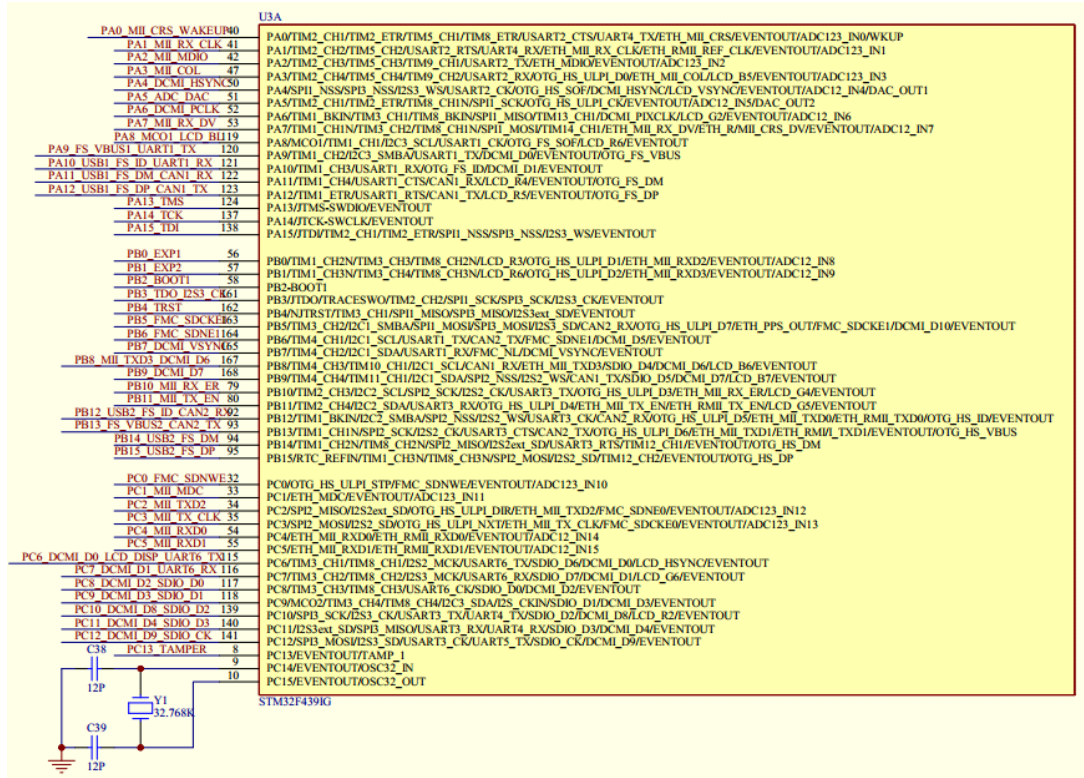 U3A
PA0_MII_CRS_WAKEUP 40 PA0/TIM2_CH1/TIM2_ETR/TIM5_CH1/TIM8_ETR/USART2_CTS/UART4_TX/ETH_MII_CRS/EVENTOUT/ADC123_IN0/WKUP
PA1_MII_RX_CLK 41 PA1/TIM2_CH2/TIM5_CH2/USART2_RTS/UART4_RX/ETH_MII_RX_CLK/ETH_RMII_REF_CLK/EVENTOUT/ADC123_IN1
PA2_MII_MDIO 42 PA2/TIM2_CH3/TIM5_CH3/TIM9_CH1/USART2_TX/ETH_MDIO/EVENTOUT/ADC123_IN2
PA3_MII_COL 47 PA3/TIM2_CH4/TIM5_CH4/TIM9_CH2/USART2_RX/OTG_HS_ULPI_D0/ETH_MII_COL/LCD_B5/EVENTOUT/ADC123_IN3
PA4_DCMI_HSYNC 50 PA4/SPI1_NSS/SPI3_NSS/I2S3_WS/USART2_CK/OTG_HS_SOF/DCMI_HSYNC/LCD_VSYNC/EVENTOUT/ADC12_IN4/DAC_OUT1
PA5_ADC_DAC 51 PA5/TIM2_CH1/TIM2_ETR/TIM8_CH1N/SPI1_SCK/OTG_HS_ULPI_CK/EVENTOUT/ADC12_IN5/DAC_OUT2
PA6_DCMI_PCLK 52 PA6/TIM1_BKIN/TIM3_CH1/TIM8_BKIN/SPI1_MISO/TIM13_CH1/DCMI_PIXCLK/LCD_G2/EVENTOUT/ADC12_IN6
PA7_MII_RX_DV 53 PA7/TIM1_CH1N/TIM3_CH2/TIM8_CH1N/SPI1_MOSI/TIM14_CH1/ETH_MII_RX_DV/ETH_R/MII_CRS_DV/EVENTOUT/ADC12_IN7
PA8_MCO1_LCD_BL 119 PA8/MCO1/TIM1_CH1/I2C3_SCL/USART1_CK/OTG_FS_SOF/LCD_R6/EVENTOUT
PA9_FS_VBUS1_UART1_TX 120 PA9/TIM1_CH2/I2C3_SMBA/USART1_TX/DCMI_D0/EVENTOUT/OTG_FS_VBUS
PA10_USB1_FS_ID_UART1_RX 121 PA10/TIM1_CH3/USART1_RX/OTG_FS_ID/DCMI_D1/EVENTOUT
PA11_USB1_FS_DM_CAN1_RX 122 PA11/TIM1_CH4/USART1_CTS/CAN1_RX/LCD_R4/EVENTOUT/OTG_FS_DM
PA12_USB1_FS_DP_CAN1_TX 123 PA12/TIM1_ETR/USART1_RTS/CAN1_TX/LCD_R5/EVENTOUT/OTG_FS_DP
PA13_TMS 124 PA13/JTMS-SWDIO/EVENTOUT
PA14_TCK 137 PA14/JTCK-SWCLK/EVENTOUT
PA15_TDI 138 PA15/JTDI/TIM2_CH1/TIM2_ETR/SPI1_NSS/SPI3_NSS/I2S3_WS/EVENTOUT
PB0_EXP1 56 PB0/TIM1_CH2N/TIM3_CH3/TIM8_CH2N/LCD_R3/OTG_HS_ULPI_D1/ETH_MII_RXD2/EVENTOUT/ADC12_IN8
PB1_EXP2 57 PB1/TIM1_CH3N/TIM3_CH4/TIM8_CH3N/LCD_R6/OTG_HS_ULPI_D2/ETH_MII_RXD3/EVENTOUT/ADC12_IN9
PB2_BOOT1 58 PB2-BOOT1
PB3_TDO_I2S3_CK 161 PB3/JTDO/TRACESWO/TIM2_CH2/SPI1_SCK/SPI3_SCK/I2S3_CK/EVENTOUT
PB4_TRST 162 PB4/NJTRST/TIM3_CH1/SPI1_MISO/SPI3_MISO/I2S3ext_SD/EVENTOUT
PB5_FMC_SDCKE1 163 PB5/TIM3_CH2/I2C1_SMBA/SPI1_MOSI/SPI3_MOSI/I2S3_SD/CAN2_RX/OTG_HS_ULPI_D7/ETH_PPS_OUT/FMC_SDCKE1/DCMI_D10/EVENTOUT
PB6_FMC_SDNE1 164 PB6/TIM4_CH1/I2C1_SCL/USART1_TX/CAN2_TX/FMC_SDNE1/DCMI_D5/EVENTOUT
PB7_DCMI_VSYNC 165 PB7/TIM4_CH2/I2C1_SDA/USART1_RX/FMC_NL/DCMI_VSYNC/EVENTOUT
PB8_MII_TXD3_DCMI_D6 167 PB8/TIM4_CH3/TIM10_CH1/I2C1_SCL/CAN1_RX/ETH_MII_TXD3/SDIO_D4/DCMI_D6/LCD_B6/EVENTOUT
PB9_DCMI_D7 168 PB9/TIM4_CH4/TIM11_CH1/I2C1_SDA/SPI2_NSS/I2S2_WS/CAN1_TX/SDIO_D5/DCMI_D7/LCD_B7/EVENTOUT
PB10_MII_RX_ER 79 PB10/TIM2_CH3/I2C2_SCL/SPI2_SCK/I2S2_CK/USART3_TX/OTG_HS_ULPI_D3/ETH_MII_RX_ER/LCD_G4/EVENTOUT
PB11_MII_TX_EN 80 PB11/TIM2_CH4/I2C2_SDA/USART3_RX/OTG_HS_ULPI_D4/ETH_MII_TX_EN/ETH_RMII_TX_EN/LCD_G5/EVENTOUT
PB12_USB2_FS_ID_CAN2_RX 92 PB12/TIM1_BKIN/I2C2_SMBA/SPI2_NSS/I2S2_WS/USART3_CK/CAN2_RX/OTG_HS_ULPI_D5/ETH_MII_TXD0/ETH_RMII_TXD0/OTG_HS_ID/EVENTOUT
PB13_FS_VBUS2_CAN2_TX 93 PB13/TIM1_CH1N/SPI2_SCK/I2S2_CK/USART3_CTS/CAN2_TX/OTG_HS_ULPI_D6/ETH_MII_TXD1/ETH_RMI/I_TXD1/EVENTOUT/OTG_HS_VBUS
PB14_USB2_FS_DM 94 PB14/TIM1_CH2N/TIM8_CH2N/SPI2_MISO/I2S2ext_SD/USART3_RTS/TIM12_CH1/EVENTOUT/OTG_HS_DM
PB15_USB2_FS_DP 95 PB15/RTC_REFIN/TIM1_CH3N/TIM8_CH3N/SPI2_MOSI/I2S2_SD/TIM12_CH2/EVENTOUT/OTG_HS_DP
PC0_FMC_SDNWE 32 PC0/OTG_HS_ULPI_STP/FMC_SDNWE/EVENTOUT/ADC123_IN10
PC1_MII_MDC 33 PC1/ETH_MDC/EVENTOUT/ADC123_IN11
PC2_MII_TXD2 34 PC2/SPI2_MISO/I2S2ext_SD/OTG_HS_ULPI_DIR/ETH_MII_TXD2/FMC_SDNE0/EVENTOUT/ADC123_IN12
PC3_MII_TX_CLK 35 PC3/SPI2_MOSI/I2S2_SD/OTG_HS_ULPI_NXT/ETH_MII_TX_CLK/FMC_SDCKE0/EVENTOUT/ADC123_IN13
PC4_MII_RXD0 54 PC4/ETH_MII_RXD0/ETH_RMII_RXD0/EVENTOUT/ADC12_IN14
PC5_MII_RXD1 55 PC5/ETH_MII_RXD1/ETH_RMII_RXD1/EVENTOUT/ADC12_IN15
PC6_DCMI_D0_LCD_DISP_UART6_TX 115 PC6/TIM3_CH1/TIM8_CH1/I2S2_MCK/USART6_TX/SDIO_D6/DCMI_D0/LCD_HSYNC/EVENTOUT
PC7_DCMI_D1_UART6_RX 116 PC7/TIM3_CH2/TIM8_CH2/I2S3_MCK/USART6_RX/SDIO_D7/DCMI_D1/LCD_G6/EVENTOUT
PC8_DCMI_D2_SDIO_D0 117 PC8/TIM3_CH3/TIM8_CH3/USART6_CK/SDIO_D0/DCMI_D2/EVENTOUT
PC9_DCMI_D3_SDIO_D1 118 PC9/MCO2/TIM3_CH4/TIM8_CH4/I2C3_SDA/I2S_CKIN/SDIO_D1/DCMI_D3/EVENTOUT
PC10_DCMI_D8_SDIO_D2 139 PC10/SPI3_SCK/I2S3_CK/USART3_TX/UART4_TX/SDIO_D2/DCMI_D8/LCD_R2/EVENTOUT
PC11_DCMI_D4_SDIO_D3 140 PC11/I2S3ext_SD/SPI3_MISO/USART3_RX/UART4_RX/SDIO_D3/DCMI_D4/EVENTOUT
PC12_DCMI_D9_SDIO_CK 141 PC12/SPI3_MOSI/I2S3_SD/USART3_CK/UART5_TX/SDIO_CK/DCMI_D9/EVENTOUT
PC13_TAMPER 8 PC13/EVENTOUT/TAMP_1
9 PC14/EVENTOUT/OSC32_IN
10 PC15/EVENTOUT/OSC32_OUT
C38
12P
STM32F439IG
Y1
32.768K
C39
12P